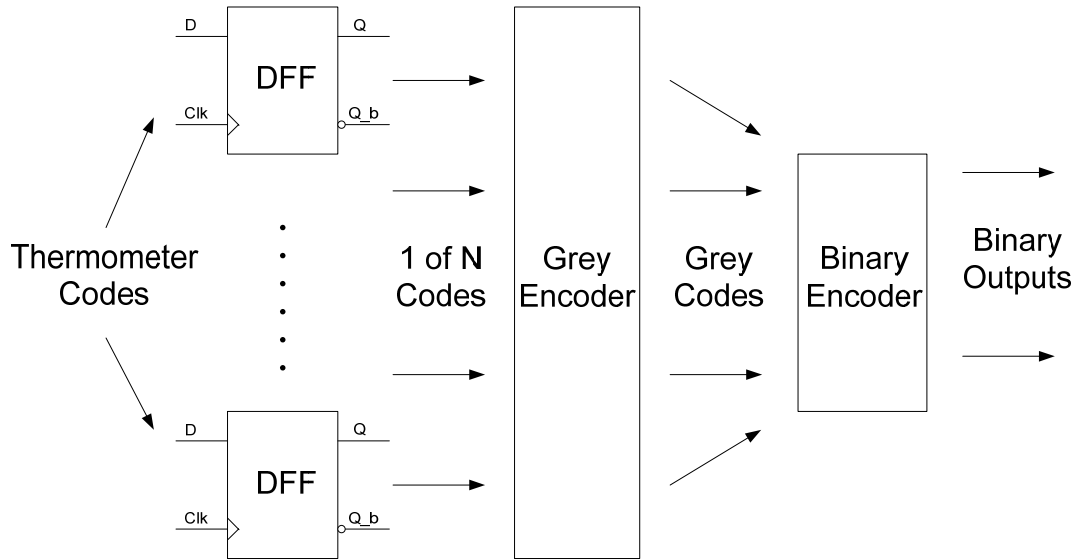 D
Q
DFF
Clk
Q_b
Thermometer
Codes
1 of N
Codes
Grey
Encoder
Grey
Codes
Binary
Encoder
Binary
Outputs
D
Q
DFF
Clk
Q_b